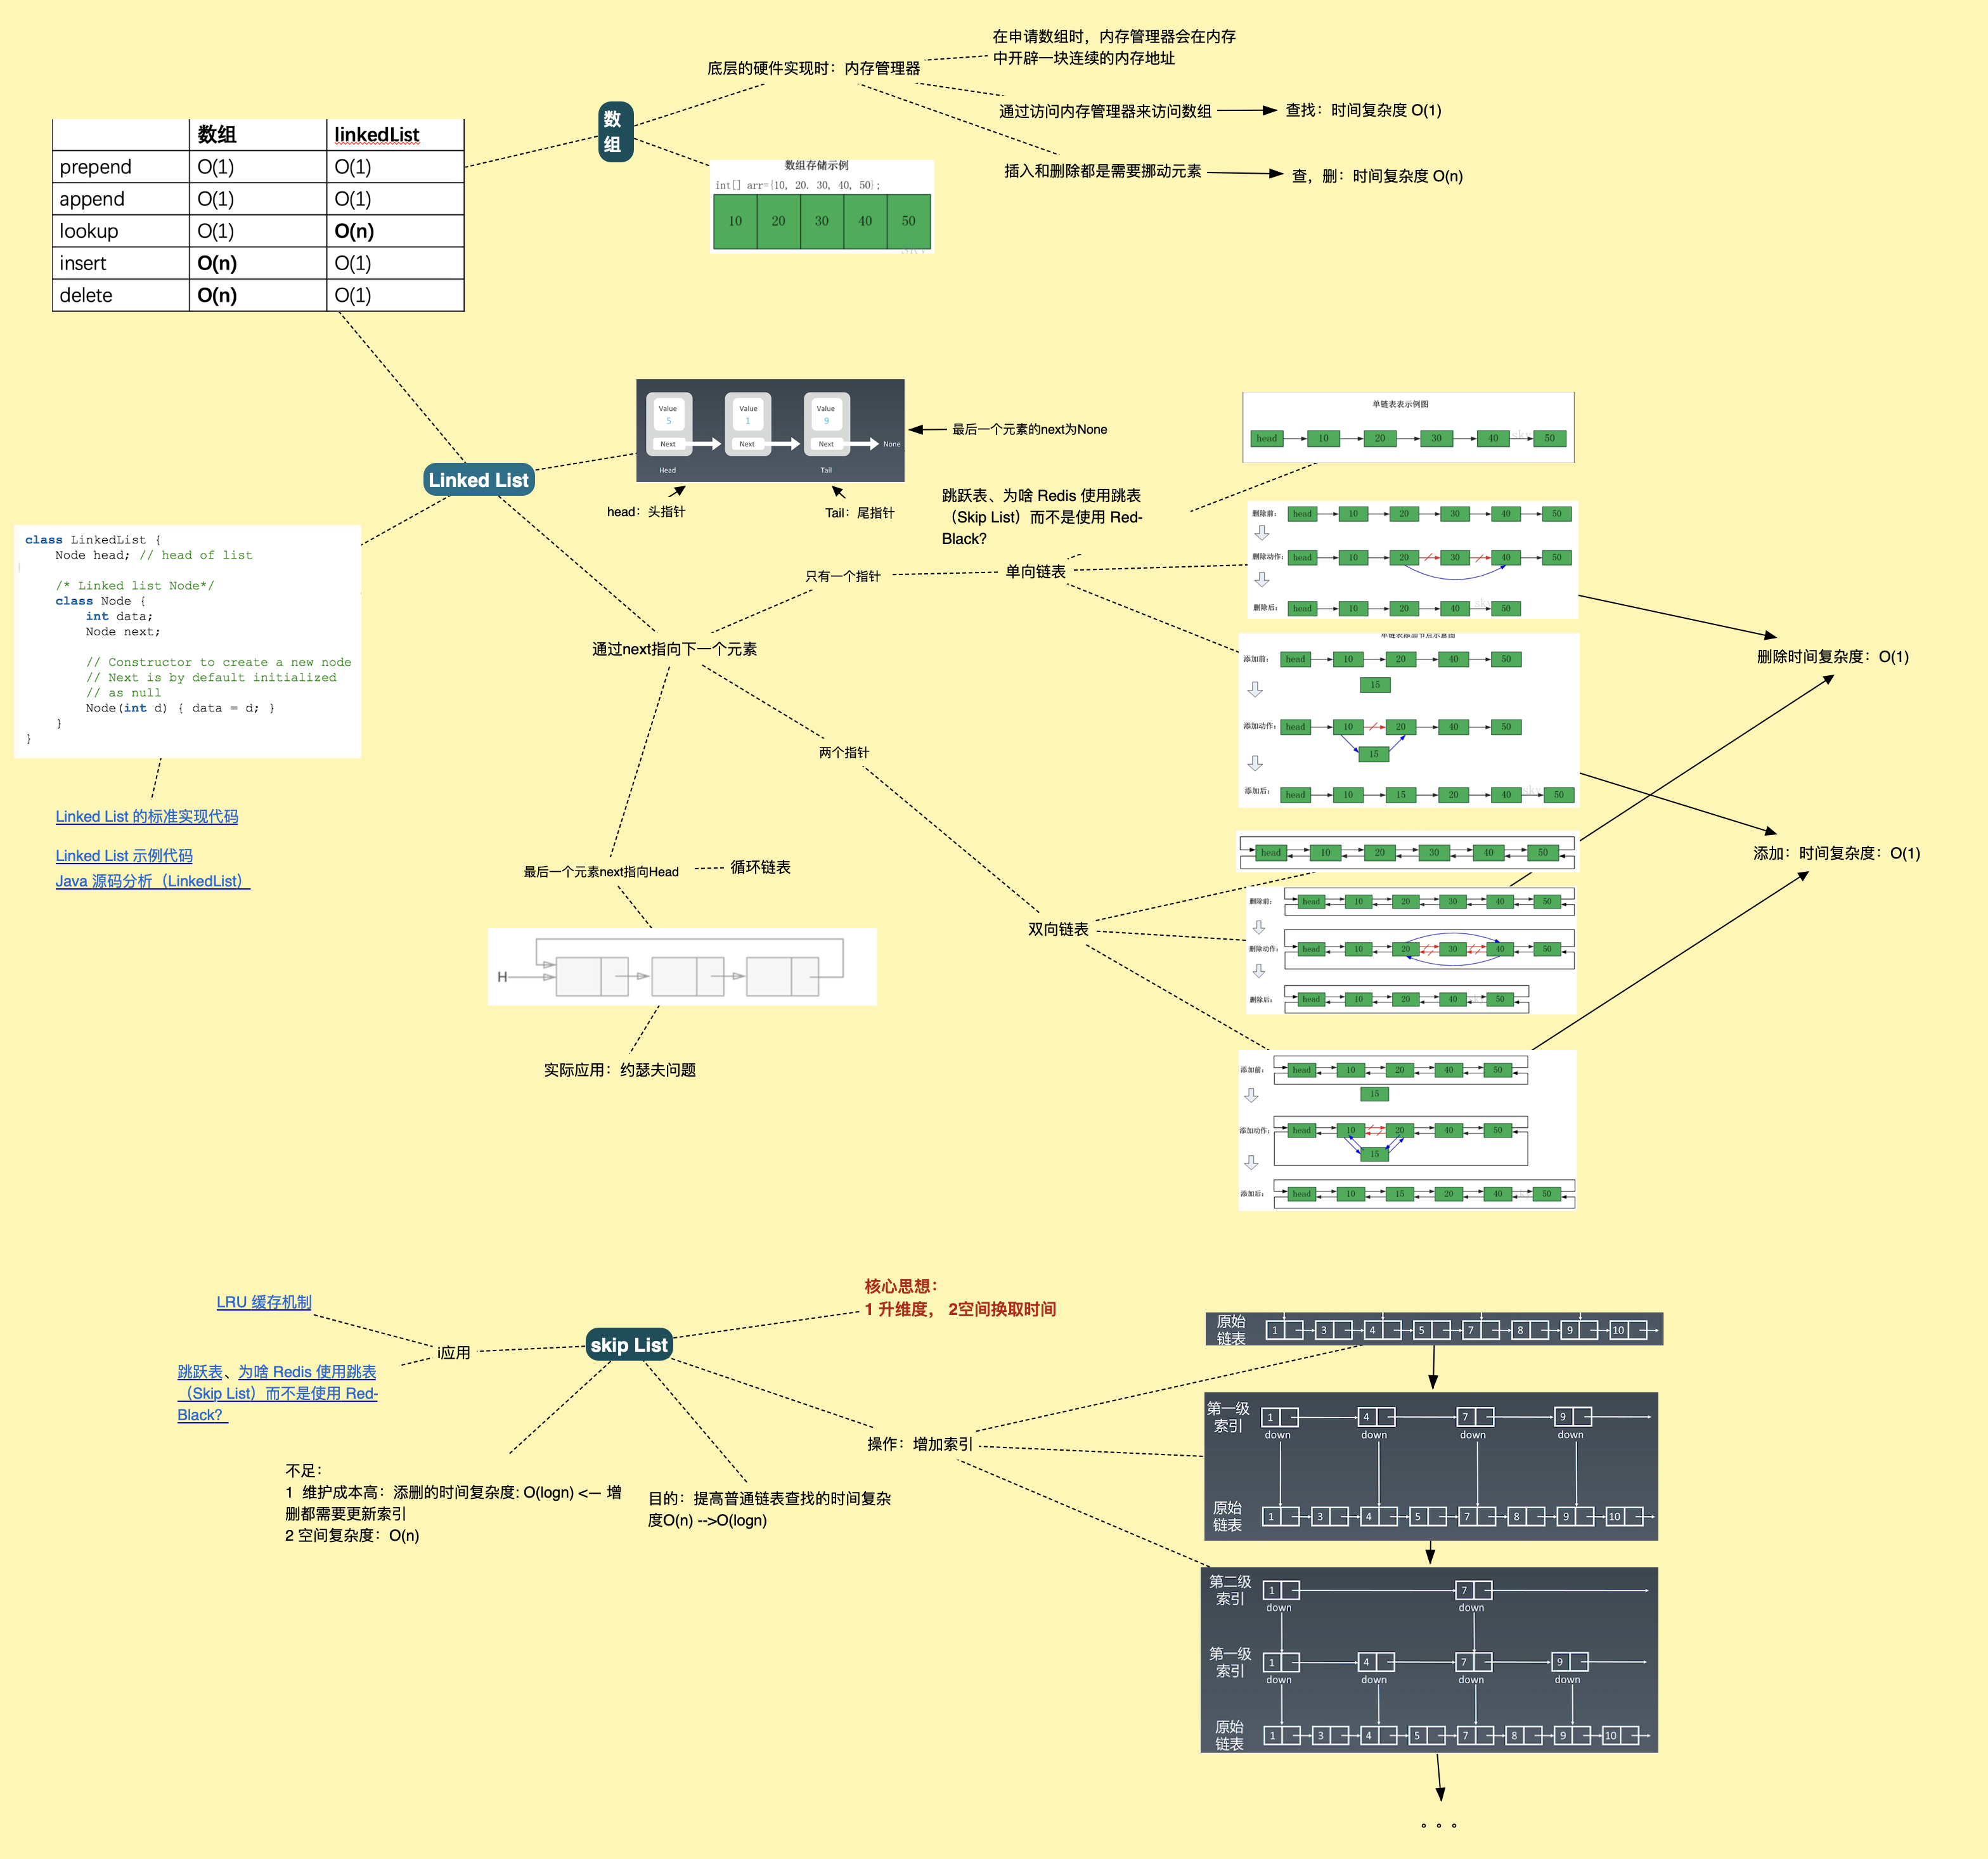 在申请数组时，内存管理器会在内存
中开辟一块连续的内存地址
底层的硬件实现时：内存管理器
通过访问内存管理器来访问数组
查找：时间复杂度 O(1)
插入和删除都是需要挪动元素
查，删：时间复杂度 O(n)
数
组
数组存储示例
int[] arr={10, 20. 30, 40, 50};
10 20 30 40 50
数组 linkedList
prepend O(1) O(1)
append O(1) O(1)
lookup O(1) O(n)
insert O(n) O(1)
delete O(n) O(1)
Linked List
Value Value Value
5 1 9
Next Next Next None
Head Tail
最后一个元素的next为None
head：头指针
Tail：尾指针
class LinkedList {
Node head; // head of list
/* Linked list Node*/
class Node {
int data;
Node next;
// Constructor to create a new node
// Next is by default initialized
// as null
Node(int d) { data = d; }
}
}
Linked List 的标准实现代码
Linked List 示例代码
Java 源码分析（LinkedList）
通过next指向下一个元素
只有一个指针
单向链表
跳跃表、为啥 Redis 使用跳表
（Skip List）而不是使用 Red-
Black？
单链表表示例图
head 10 20 30 40 50
删除前： head 10 20 30 40 50
删除动作： head 10 20 30 40 50
删除后： head 10 20 40 50
删除时间复杂度：O(1)
单链表添加节点示意图
添加前： head 10 20 40 50
15
添加动作： head 10 20 40 50
15
添加后： head 10 15 20 40 50
添加：时间复杂度：O(1)
两个指针
双向链表
head 10 20 30 40 50
删除前： head 10 20 30 40 50
删除动作： head 10 20 30 40 50
删除后： head 10 20 40 50
添加前： head 10 20 40 50
15
添加动作： head 10 20 40 50
15
添加后： head 10 15 20 40 50
最后一个元素next指向Head
循环链表
H
实际应用：约瑟夫问题
skip List
核心思想：
1 升维度， 2空间换取时间
LRU 缓存机制
i应用
跳跃表、为啥 Redis 使用跳表
（Skip List）而不是使用 Red-
Black？
不足：
1 维护成本高：添删的时间复杂度: O(logn) <— 增
删都需要更新索引
2 空间复杂度：O(n)
目的：提高普通链表查找的时间复杂
度O(n) -->O(logn)
操作：增加索引
原始
链表
1 3 4 5 7 8 9 10
第一级
索引
1 4 7 9
down down down down
原始
链表
1 3 4 5 7 8 9 10
第二级
索引
1 7
down down
第一级
索引
1 4 7 9
down down down down
原始
链表
1 3 4 5 7 8 9 10
。。。